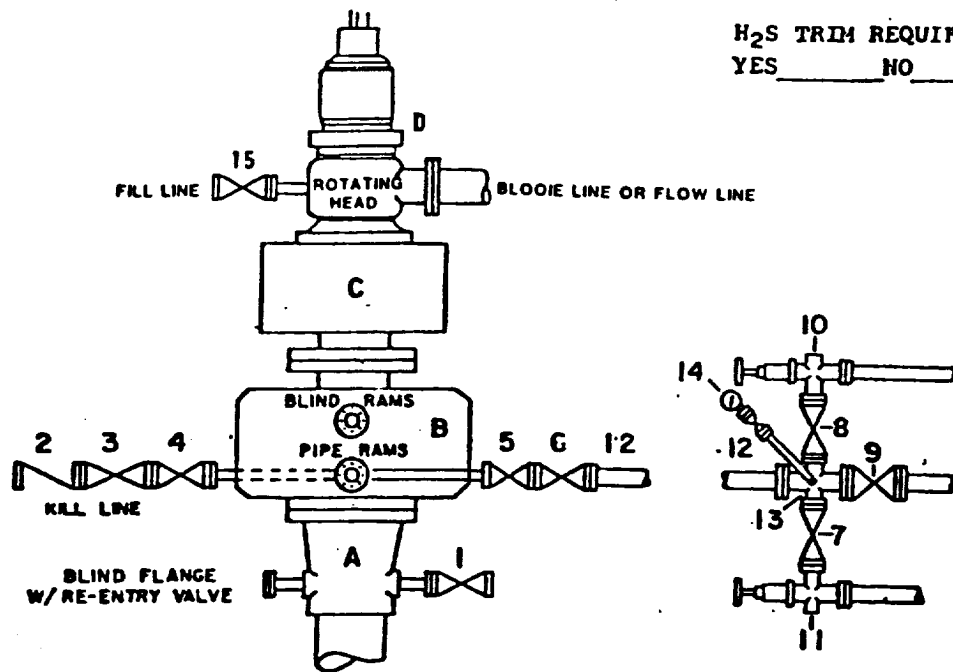 H₂S TRIM REQUIR
YES________NO____
D
15
FILL LINE
ROTATING
HEAD
BLOOIE LINE OR FLOW LINE
C
10
14
BLIND RAMS
B
8
12
9
2
3
4
PIPE RAMS
5
G
12
KILL LINE
13
7
A
1
BLIND FLANGE
W/RE-ENTRY VALVE
11